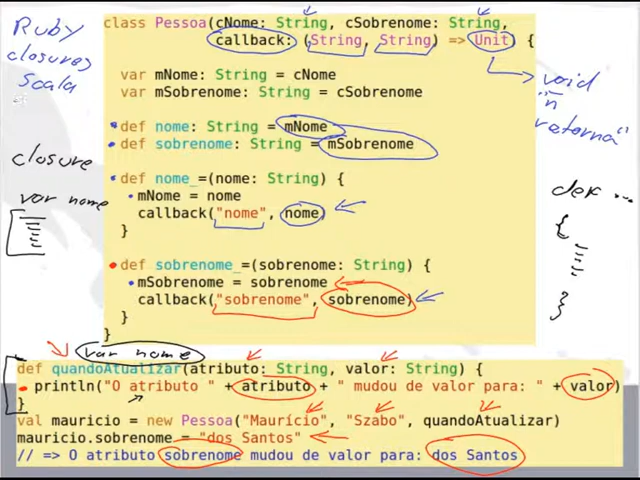 Ruby
closures
Scala
closure
var nome
class Pessoa(cNome: String, cSobrenome: String,
callback: (String, String) => Unit) {
var mNome: String = cNome
var mSobrenome: String = cSobrenome
def nome: String = mNome
def sobrenome: String = mSobrenome
def nome_=(nome: String) {
mNome = nome
callback("nome", nome)
}
def sobrenome_=(sobrenome: String) {
mSobrenome = sobrenome
callback("sobrenome", sobrenome)
}
}
void
"n
retorna"
def ...
{
}
var nome
def quandoAtualizar(atributo: String, valor: String) {
println("O atributo " + atributo + " mudou de valor para: " + valor)
}
val mauricio = new Pessoa("Maurício", "Szabo", quandoAtualizar)
mauricio.sobrenome = "dos Santos"
// => O atributo sobrenome mudou de valor para: dos Santos